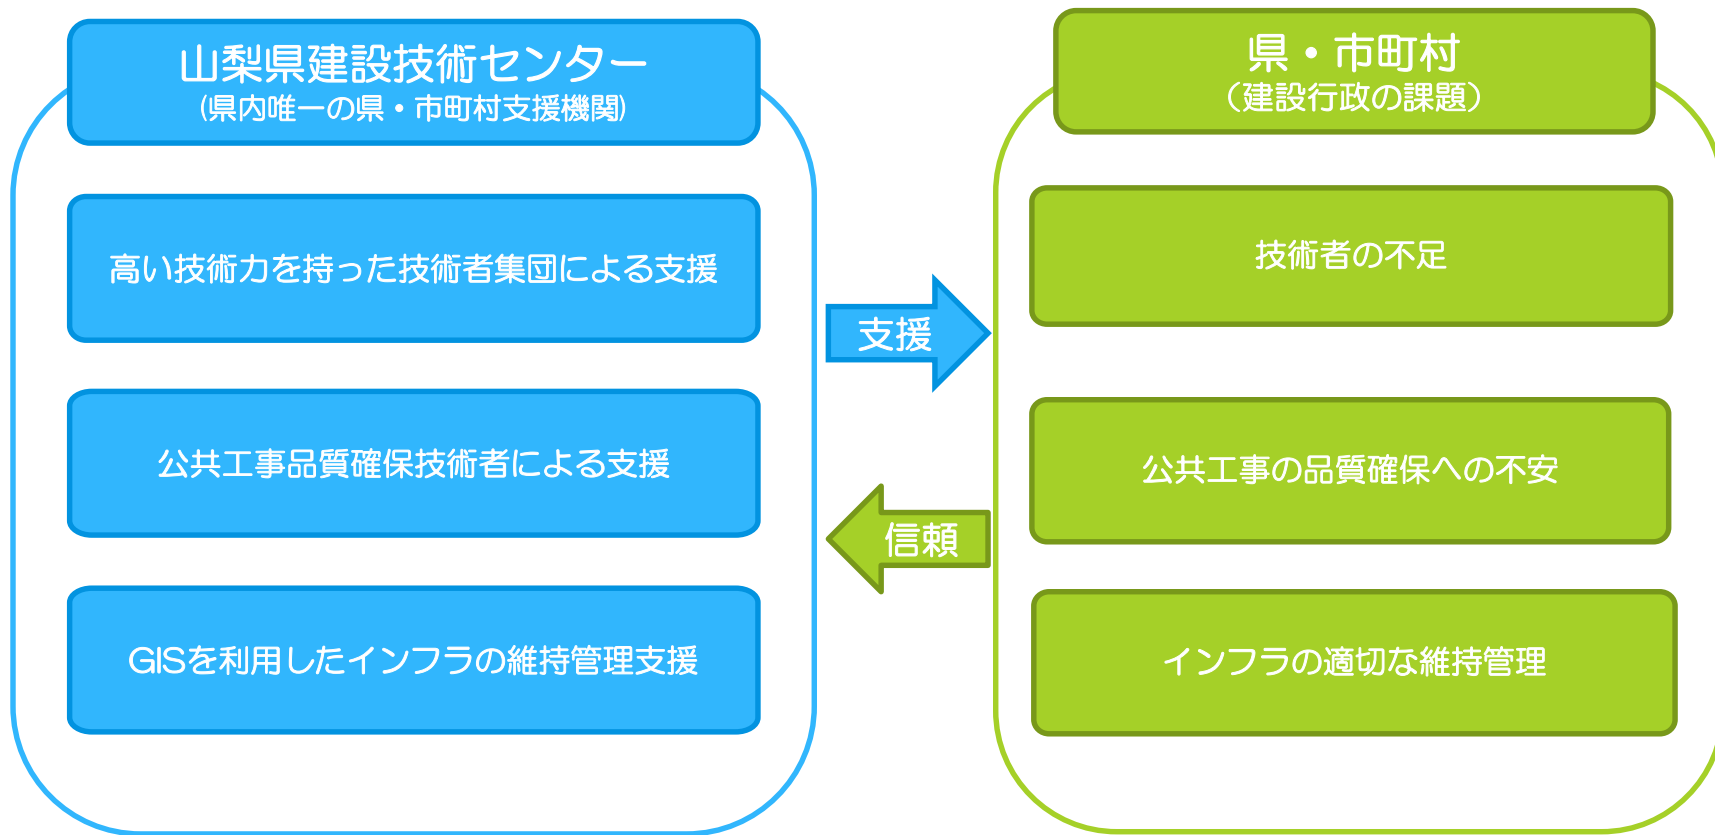 山梨県建設技術センター
(県内唯一の県・市町村支援機関)
高い技術力を持った技術者集団による支援
公共工事品質確保技術者による支援
GISを利用したインフラの維持管理支援
支援
信頼
県・市町村
（建設行政の課題）
技術者の不足
公共工事の品質確保への不安
インフラの適切な維持管理